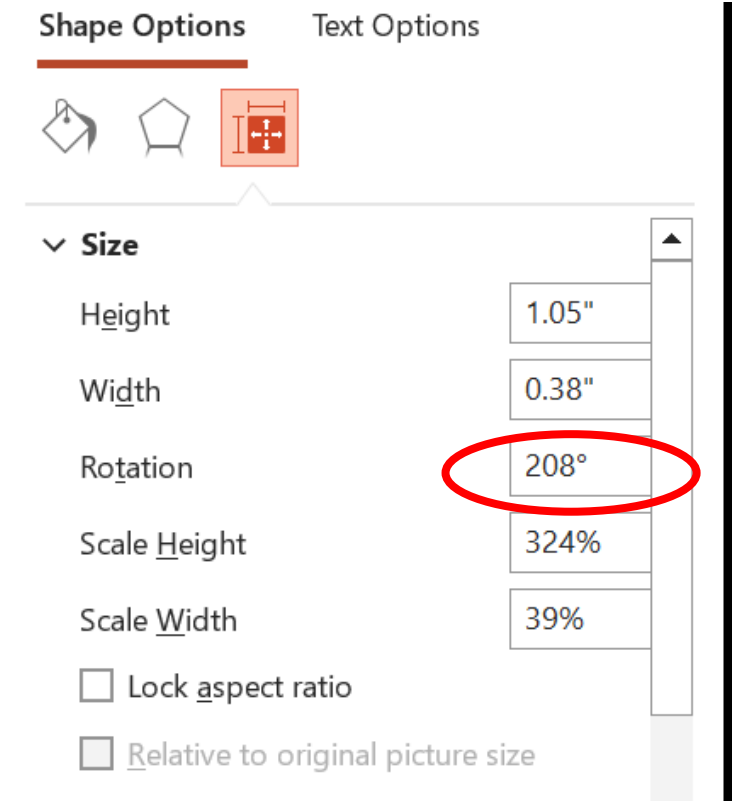 Shape Options Text Options
Size
Height 1.05"
Width 0.38"
Rotation 208°
Scale Height 324%
Scale Width 39%
Lock aspect ratio
Relative to original picture size